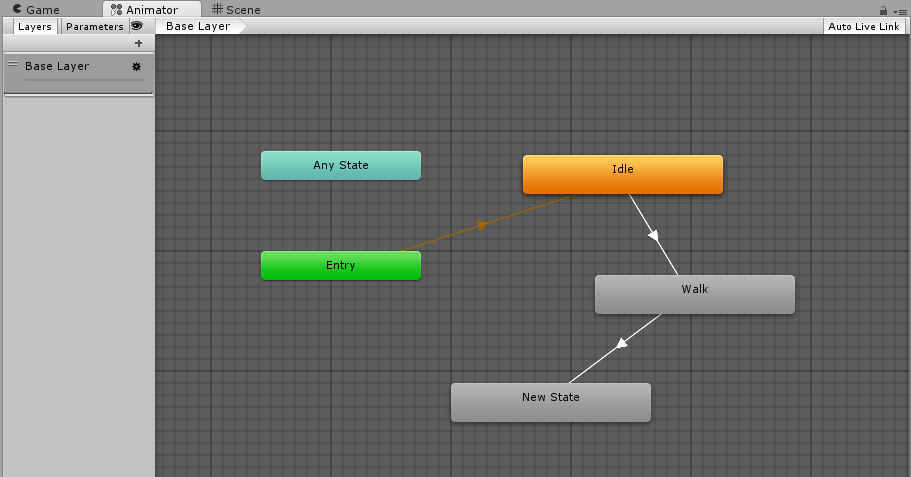 Game Animator Scene
Layers Parameters Base Layer Auto Live Link
+
Base Layer
Any State
Idle
Entry
Walk
New State